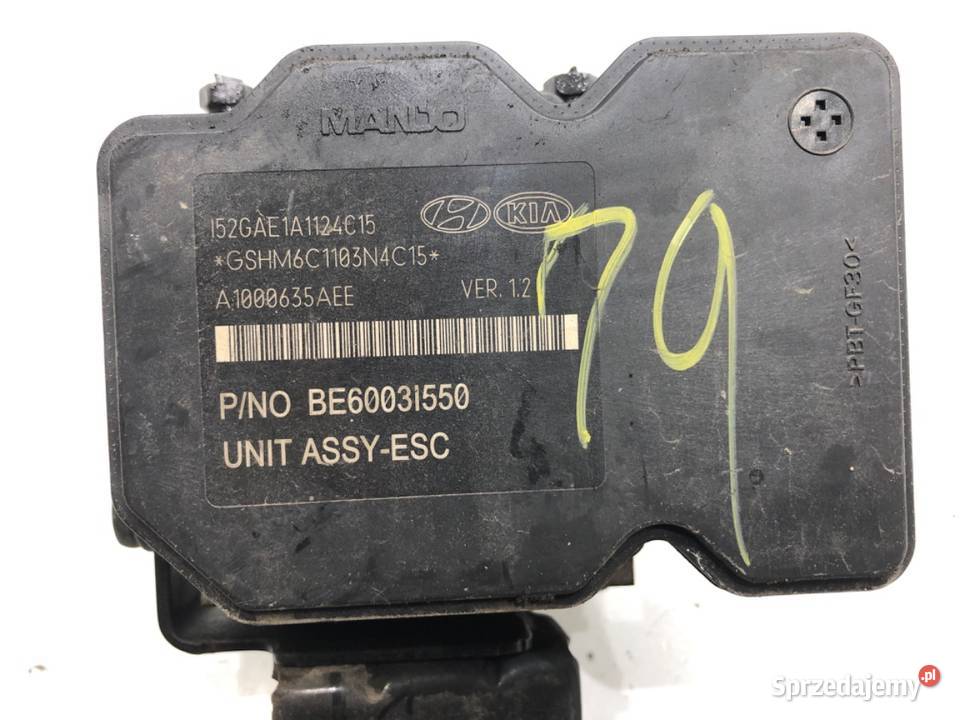 MANDO
KIA
I52GAE1A1124C15
*GSHM6C1103N4C15*
A1000635AEE VER. 1.2
P/NO BE6003I550
UNIT ASSY-ESC
79
>PBT-GF30<
Sprzedajemy.pl